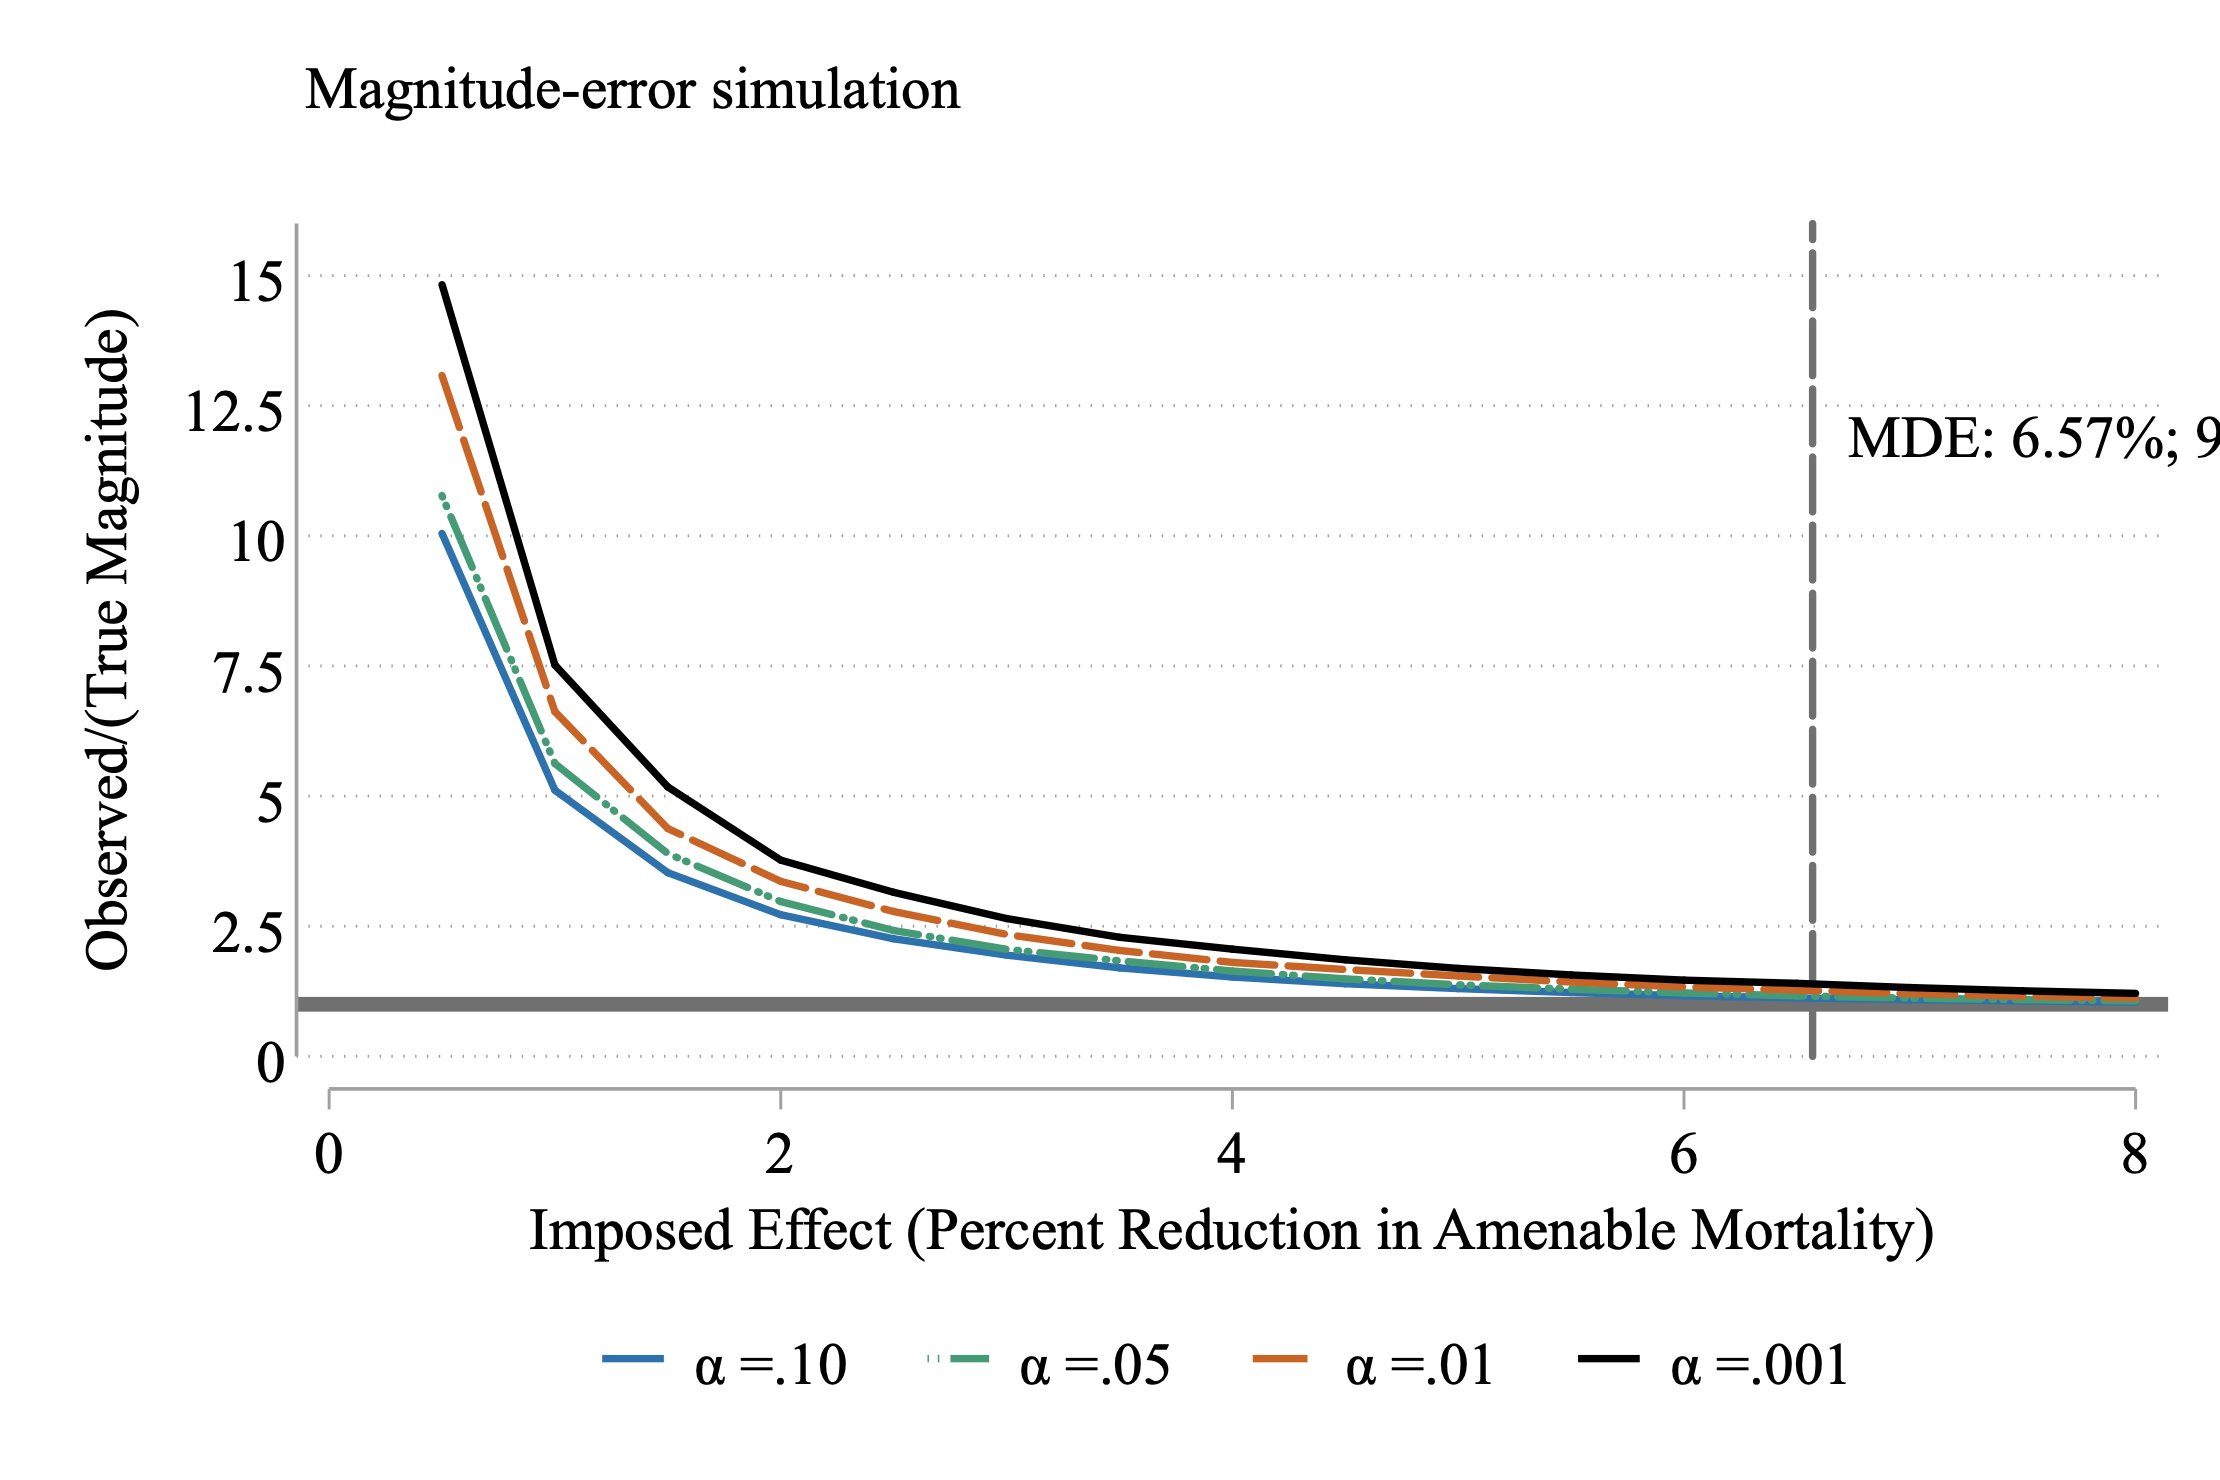 Magnitude-error simulation
Observed/(True Magnitude)
15
12.5
10
7.5
5
2.5
0
MDE: 6.57%; 9
0 2 4 6 8
Imposed Effect (Percent Reduction in Amenable Mortality)
α =.10 α =.05 α =.01 α =.001